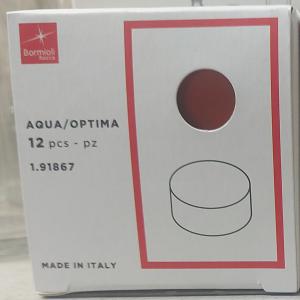 Bormioli
Rocco
AQUA/OPTIMA
12 pcs - pz
1.91867
MADE IN ITALY